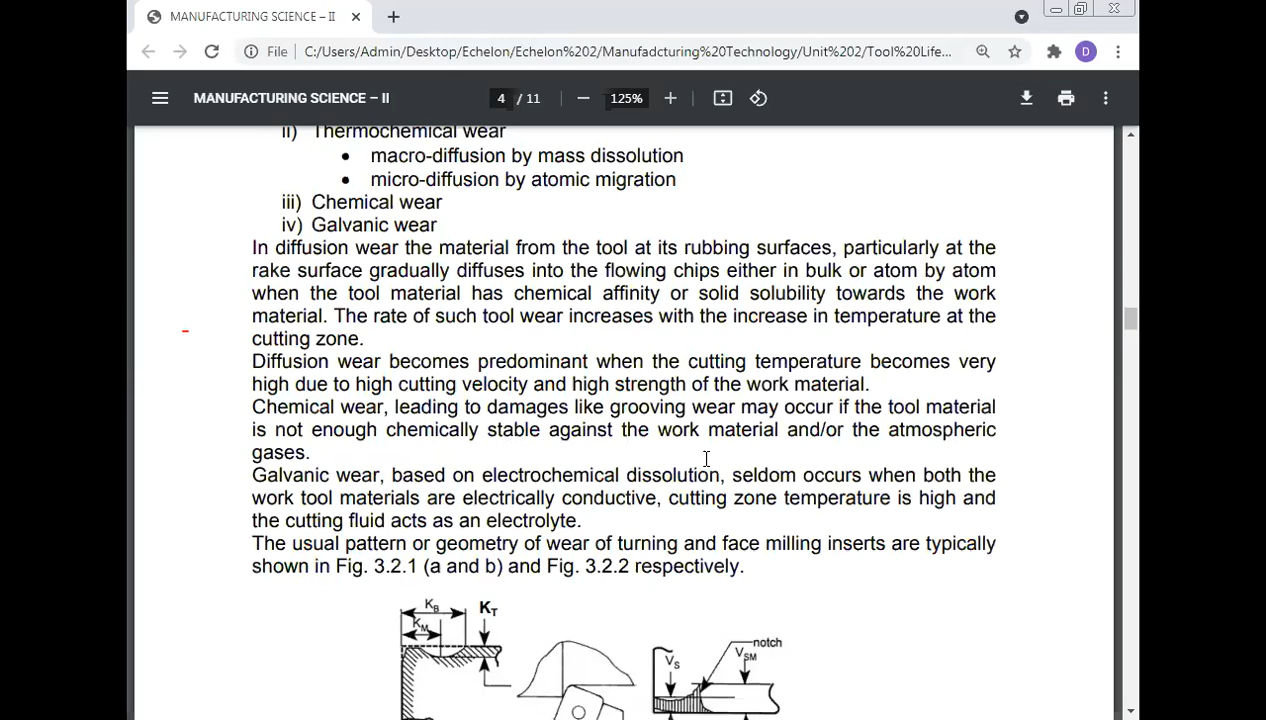 MANUFACTURING SCIENCE – II
File
C:/Users/Admin/Desktop/Echelon/Echelon%202/Manufadcturing%20Technology/Unit%202/Tool%20Life...
D
MANUFACTURING SCIENCE – II
4 / 11
125%
ii) Thermochemical wear
• macro-diffusion by mass dissolution
• micro-diffusion by atomic migration
iii) Chemical wear
iv) Galvanic wear
In diffusion wear the material from the tool at its rubbing surfaces, particularly at the
rake surface gradually diffuses into the flowing chips either in bulk or atom by atom
when the tool material has chemical affinity or solid solubility towards the work
material. The rate of such tool wear increases with the increase in temperature at the
cutting zone.
Diffusion wear becomes predominant when the cutting temperature becomes very
high due to high cutting velocity and high strength of the work material.
Chemical wear, leading to damages like grooving wear may occur if the tool material
is not enough chemically stable against the work material and/or the atmospheric
gases.
Galvanic wear, based on electrochemical dissolution, seldom occurs when both the
work tool materials are electrically conductive, cutting zone temperature is high and
the cutting fluid acts as an electrolyte.
The usual pattern or geometry of wear of turning and face milling inserts are typically
shown in Fig. 3.2.1 (a and b) and Fig. 3.2.2 respectively.
KB
KT
KM
notch
VSM
VS